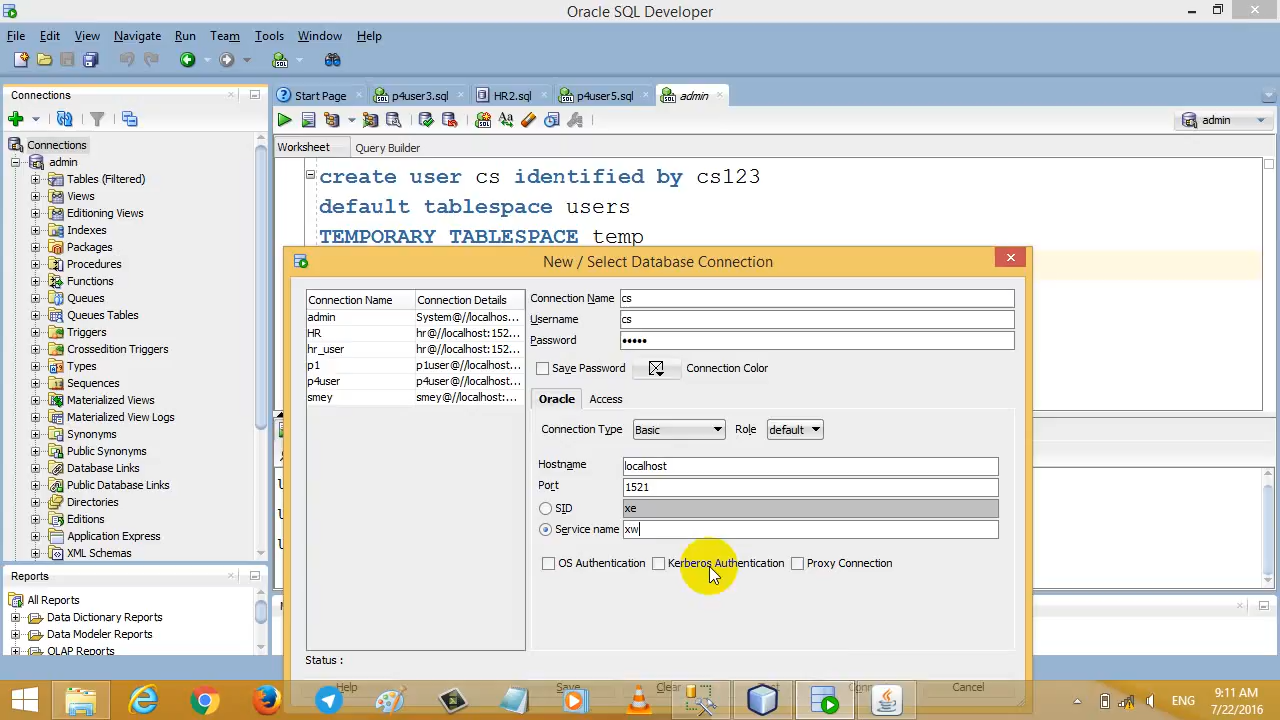 Oracle SQL Developer
File Edit View Navigate Run Team Tools Window Help
Connections
Start Page
p4user3.sql
HR2.sql
p4user5.sql
admin
admin
Worksheet
Query Builder
Connections
admin
Tables (Filtered)
Views
Editioning Views
Indexes
Packages
Procedures
Functions
Queues
Queues Tables
Triggers
Crossedition Triggers
Types
Sequences
Materialized Views
Materialized View Logs
Synonyms
Public Synonyms
Database Links
Public Database Links
Directories
Editions
Application Express
XML Schemas
Reports
All Reports
Data Dictionary Reports
Data Modeler Reports
OLAP Reports
create user cs identified by cs123
default tablespace users
TEMPORARY TABLESPACE temp
New / Select Database Connection
Connection Name Connection Details
admin System@//localhos...
HR hr@//localhost:152...
hr_user hr@//localhost:152...
p1 p1user@//localhost...
p4user p4user@//localhost...
smey smey@//localhost:...
Connection Name cs
Username cs
Password •••••
Save Password Connection Color
Oracle Access
Connection Type Basic Role default
Hostname localhost
Port 1521
SID xe
Service name xw
OS Authentication Kerberos Authentication Proxy Connection
Status :
Help Save Clear Cancel
ENG
9:11 AM
7/22/2016